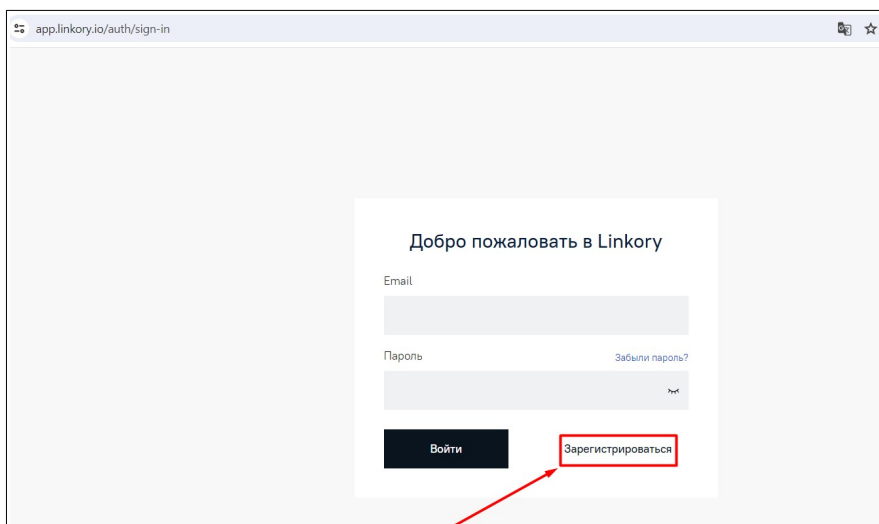 app.linkory.io/auth/sign-in
Добро пожаловать в Linkory
Email
Пароль
Забыли пароль?
Войти
Зарегистрироваться